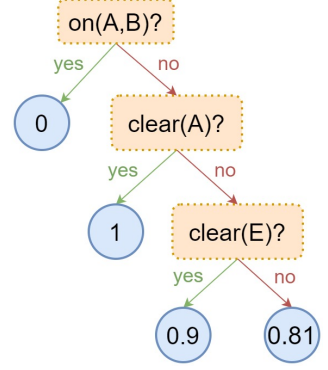 on(A,B)?
yes
no
0
clear(A)?
yes
no
1
clear(E)?
yes
no
0.9
0.81